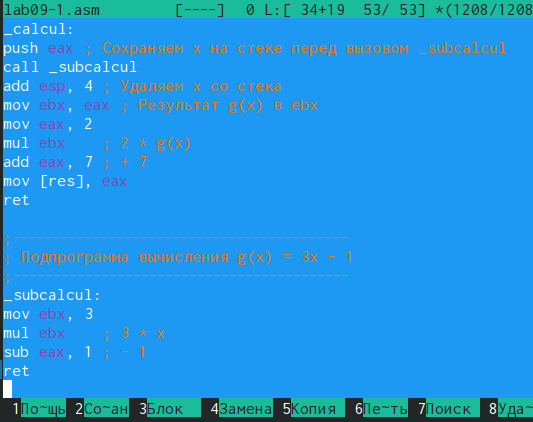 lab09-1.asm [----] 0 L:[ 34+19 53/ 53] *(1208/1208
_calcul:
push eax ; Сохраняем x на стеке перед вызовом _subcalcul
call _subcalcul
add esp, 4 ; Удаляем x со стека
mov ebx, eax ; Результат g(x) в ebx
mov eax, 2
mul ebx ; 2 * g(x)
add eax, 7 ; + 7
mov [res], eax
ret
;-----------------------------------------
; Подпрограмма вычисления g(x) = 3x - 1
;-----------------------------------------
_subcalcul:
mov ebx, 3
mul ebx ; 3 * x
sub eax, 1 ; - 1
ret
1По~щь 2Со~ан 3Блок 4Замена 5Копия 6Пе~ть 7Поиск 8Уда~